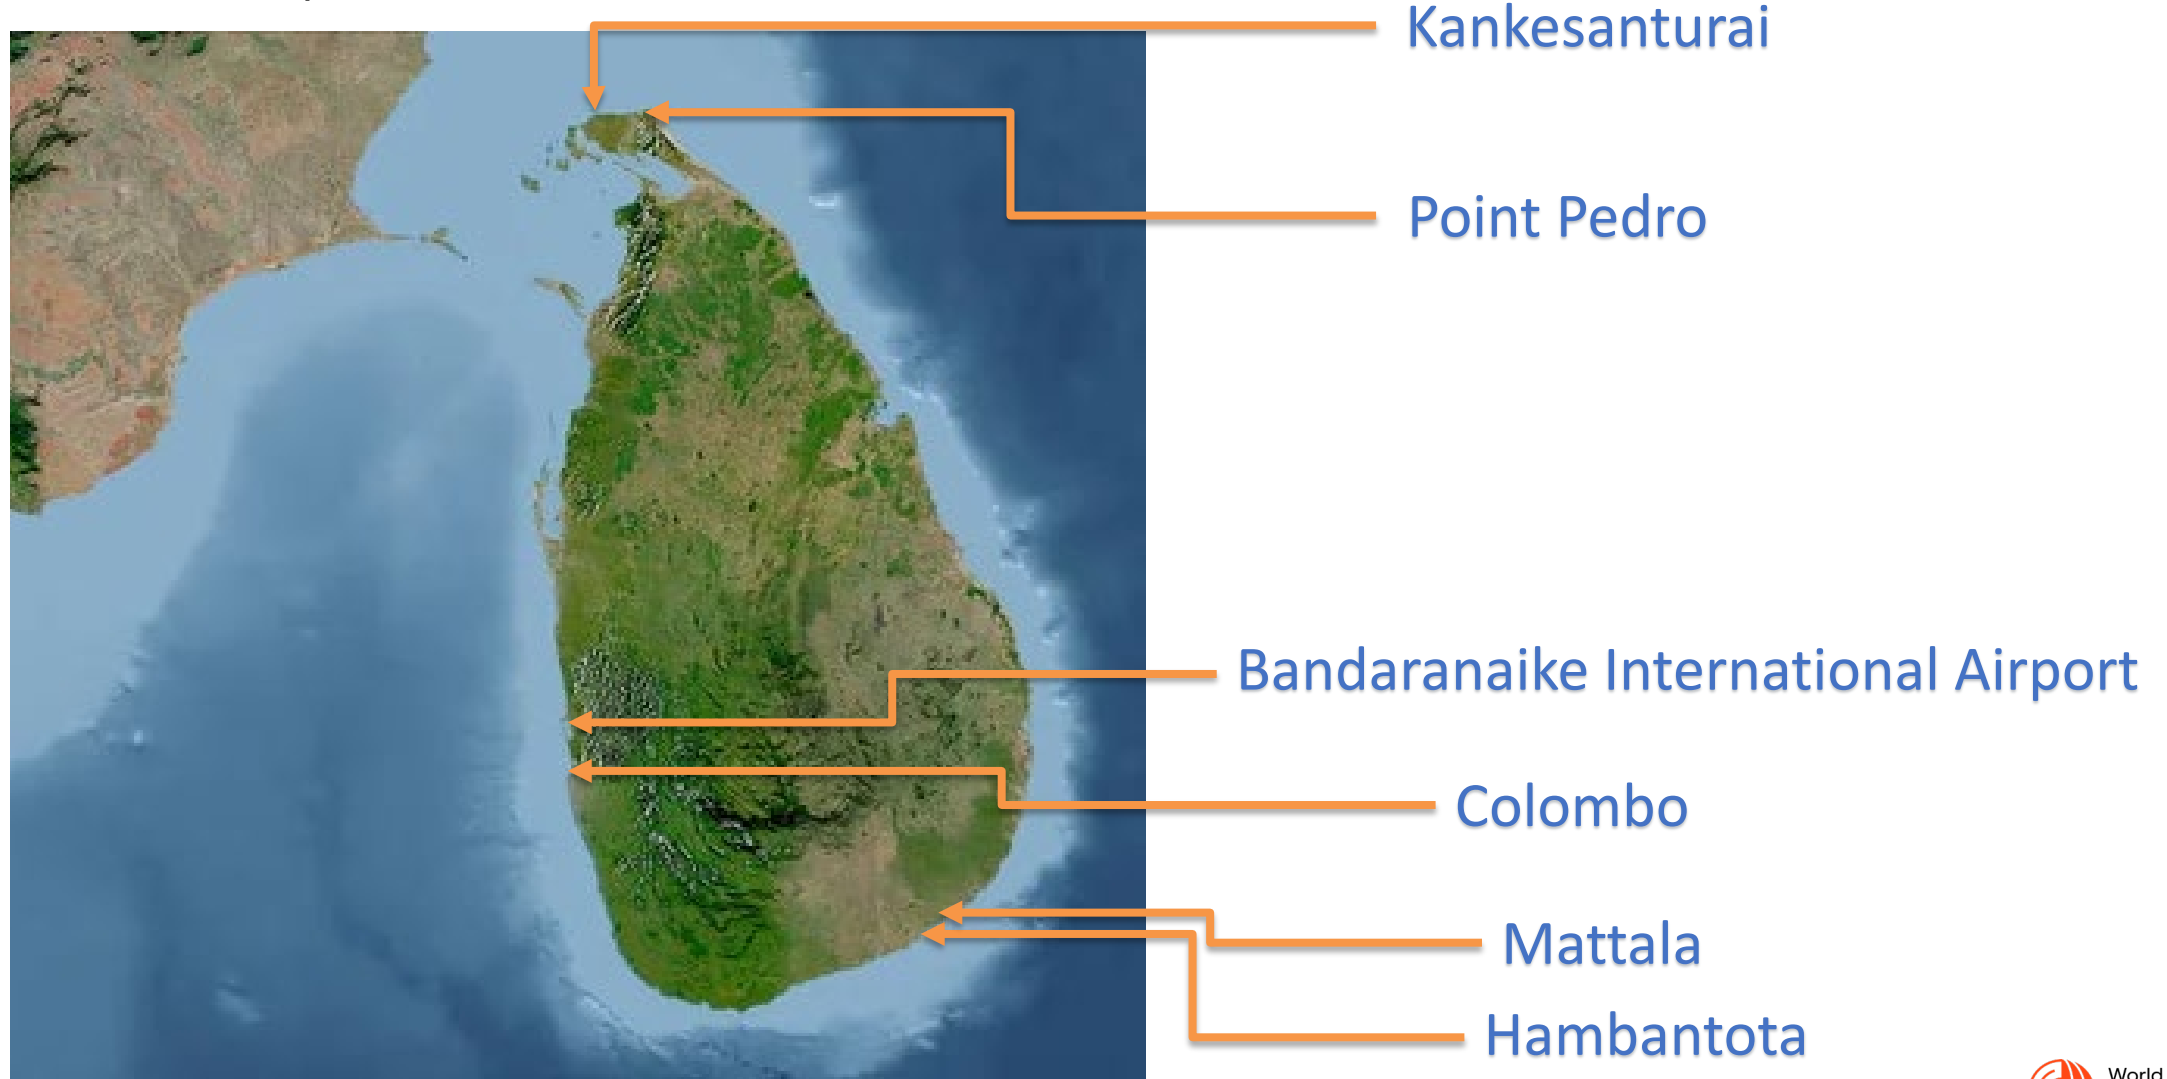 Kankesanturai
Point Pedro
Bandaranaike International Airport
Colombo
Mattala
Hambantota
World